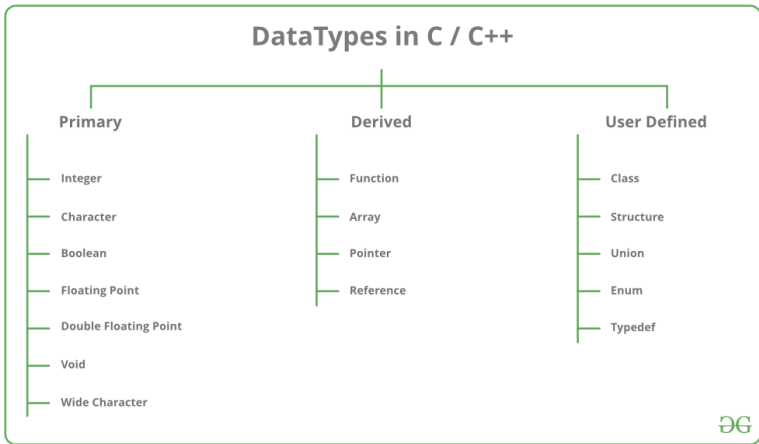 DataTypes in C / C++
Primary
Integer
Character
Boolean
Floating Point
Double Floating Point
Void
Wide Character
Derived
Function
Array
Pointer
Reference
User Defined
Class
Structure
Union
Enum
Typedef